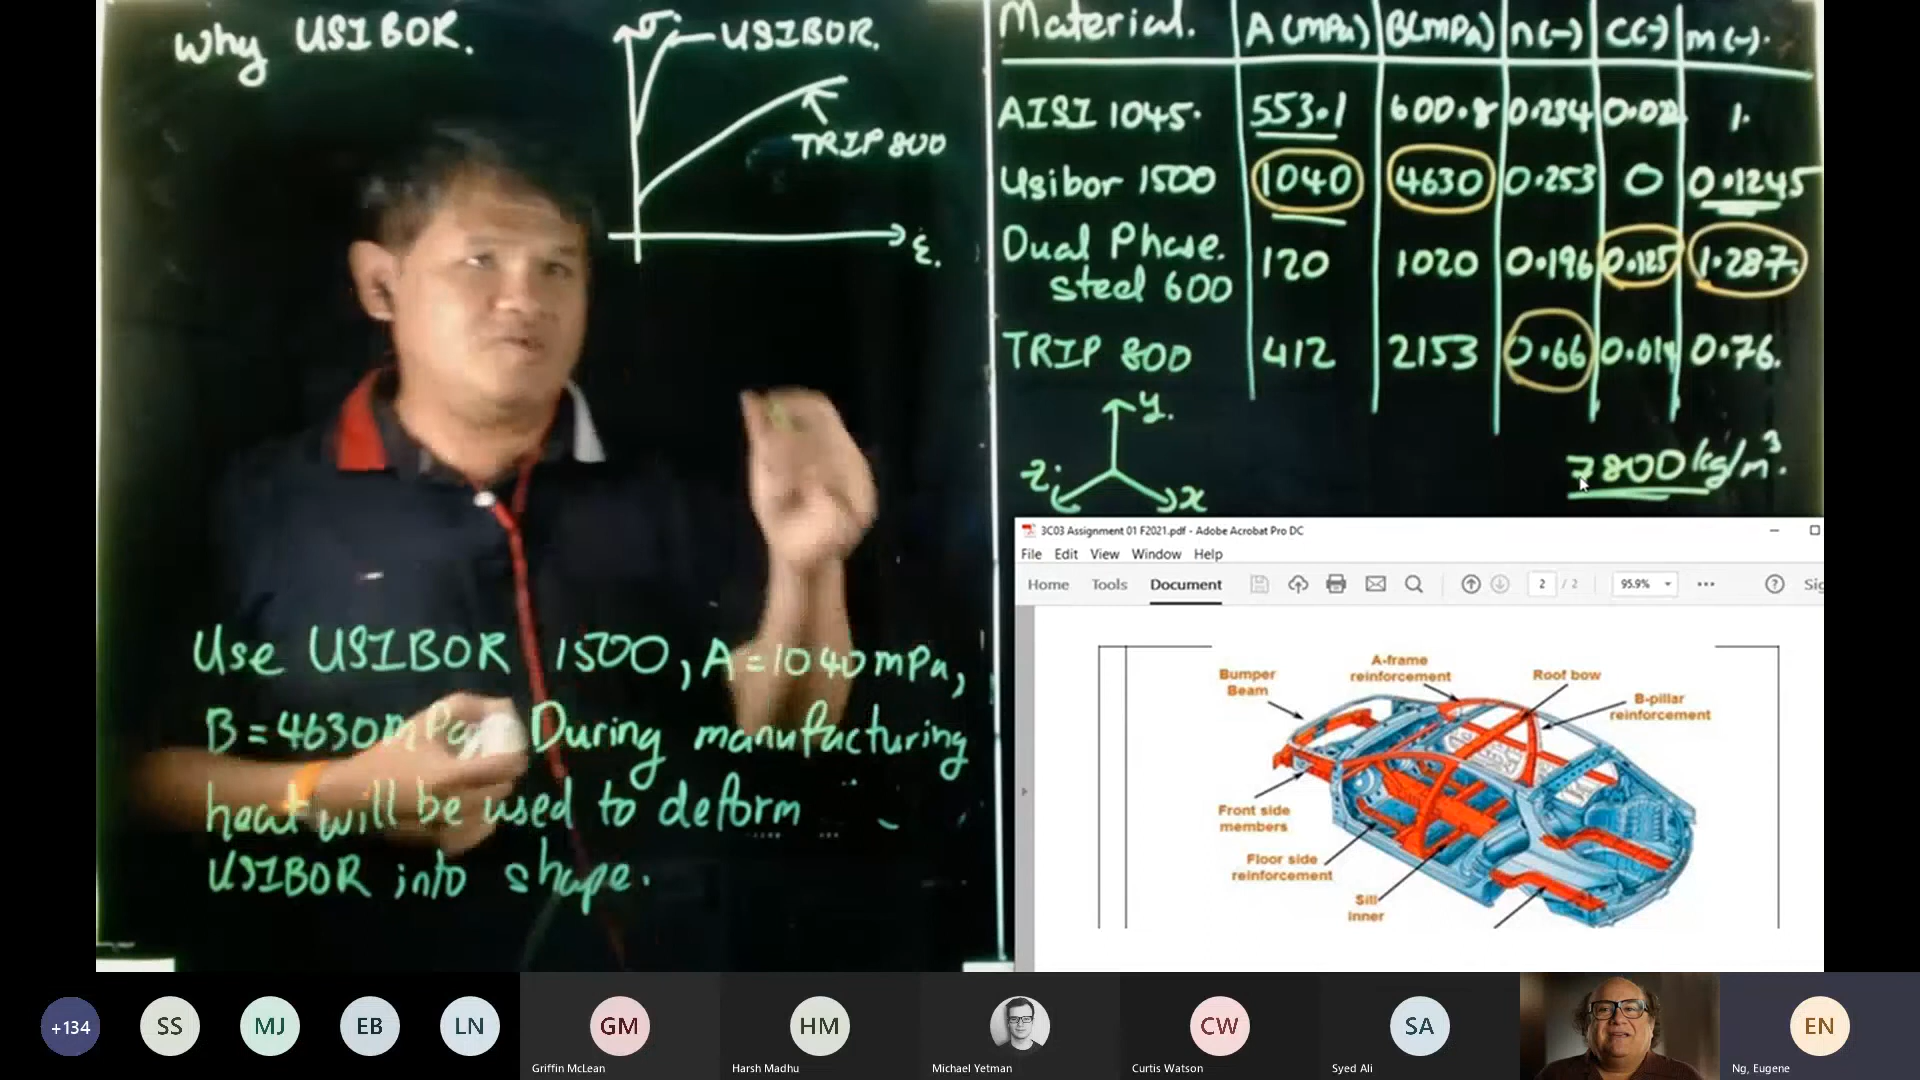 Why USIBOR.
σ
USIBOR.
TRIP 800
ε.
Use USIBOR 1500, A = 1040 mPa,
B = 4630 mPa. During manufacturing
heat will be used to deform
USIBOR into shape.
Material. A (mPa) B(mPa) n(-) C(-) m(-).
AISI 1045. 553.1 600.8 0.234 1.
Usibor 1500 1040 4630 0.253 0 0.1245
Dual Phase.
steel 600 120 1020 0.196 0.125 1.287.
TRIP 800 412 2153 0.66 0.76.
y.
z.
x
7800 kg/m³.
3C03 Assignment 01 F2021.pdf - Adobe Acrobat Pro DC
File Edit View Window Help
Home Tools Document 2 / 2 95.9%
Bumper
Beam
A-frame
reinforcement
Roof bow
B-pillar
reinforcement
Front side
members
Floor side
reinforcement
Sill
inner
+134 SS MJ EB LN GM HM CW SA EN
Griffin McLean Harsh Madhu Michael Yetman Curtis Watson Syed Ali Ng, Eugene